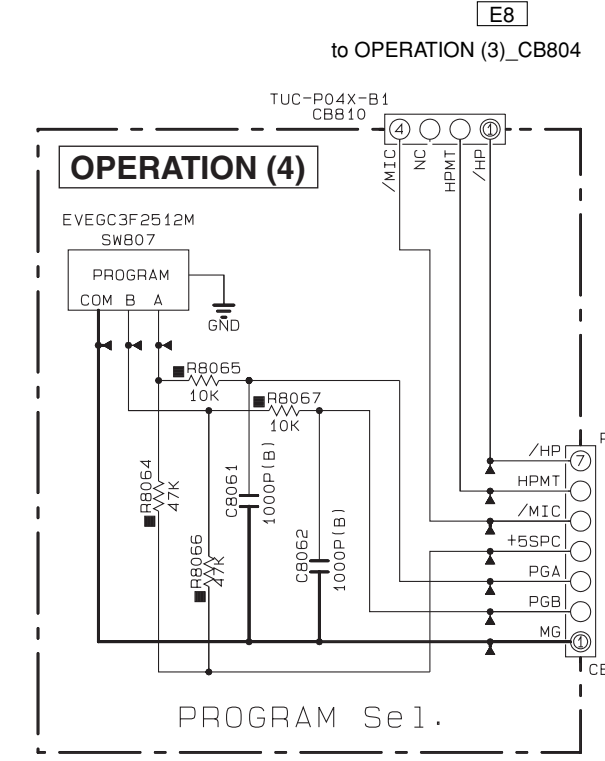 E8
to OPERATION (3)_CB804
TUC-P04X-B1
CB810
4
1
/MIC
NC
HPMT
/HP
OPERATION (4)
EVEGC3F2512M
SW807
PROGRAM
COM B A
GND
R8065
10K
R8067
10K
R8064
47K
C8061
1000P(B)
R8066
47K
C8062
1000P(B)
/HP
7
HPMT
/MIC
+5SPC
PGA
PGB
MG
1
PROGRAM Sel.